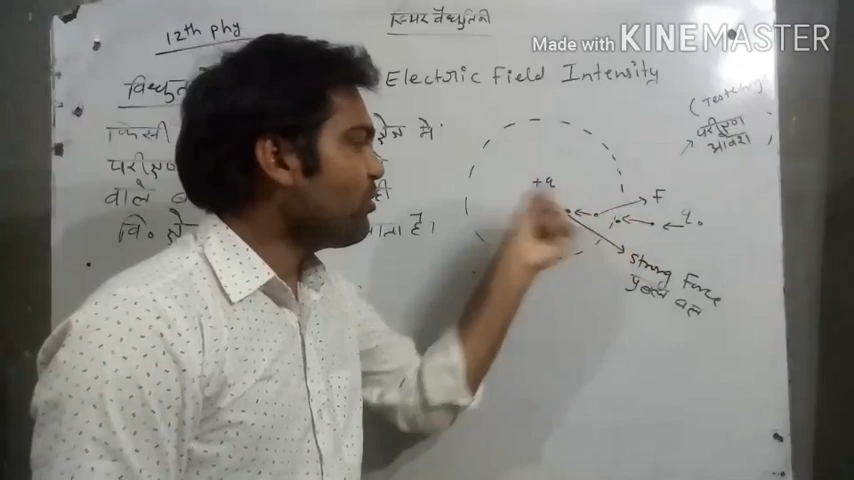 12th phy
स्थिर वैद्युतिकी
Made with KINEMASTER
Electric Field Intensity
किसी
क्षेत्र में
परीक्षण
वाले
ही
वि० क्षे
जाता है।
(Testing
परीक्षण
आवेश
+q
F
q₀
Strong Force
प्रबल बल